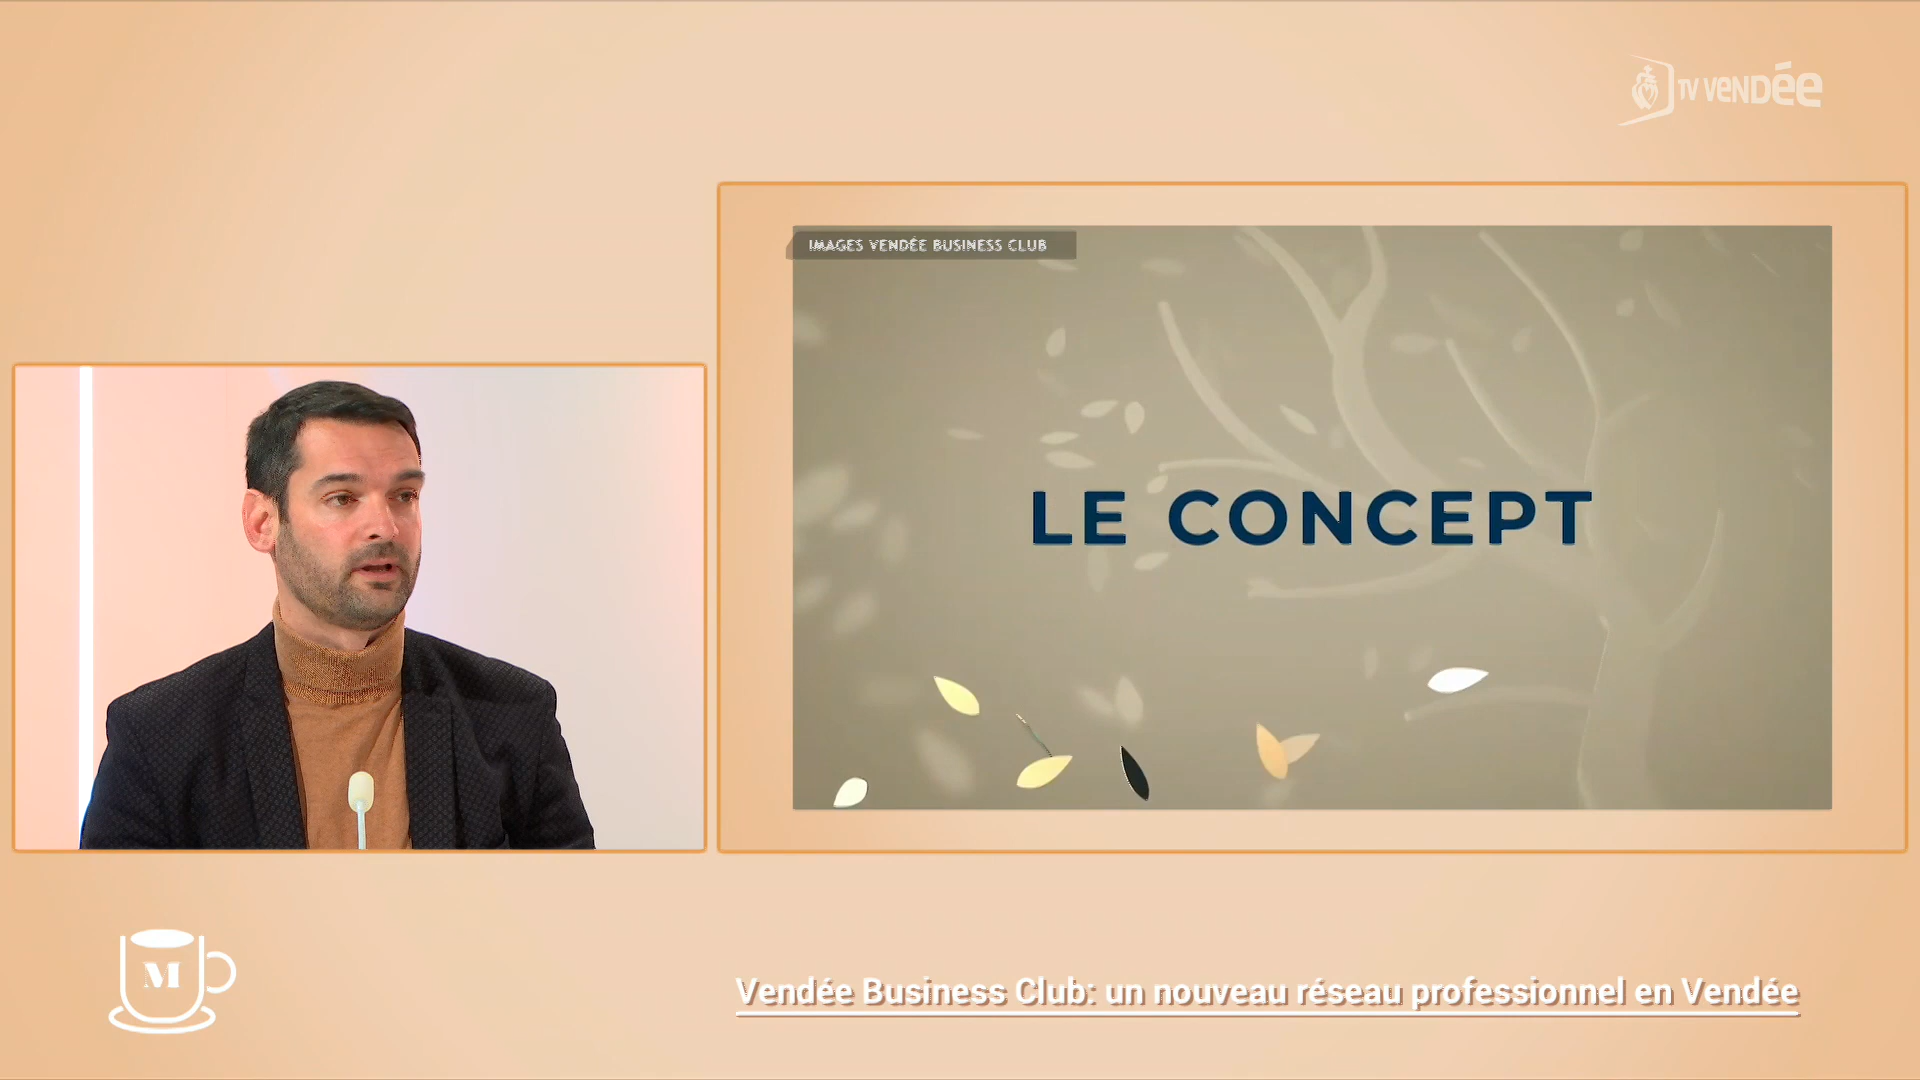 TV VENDÉE
IMAGES VENDÉE BUSINESS CLUB
LE CONCEPT
M
Vendée Business Club: un nouveau réseau professionnel en Vendée